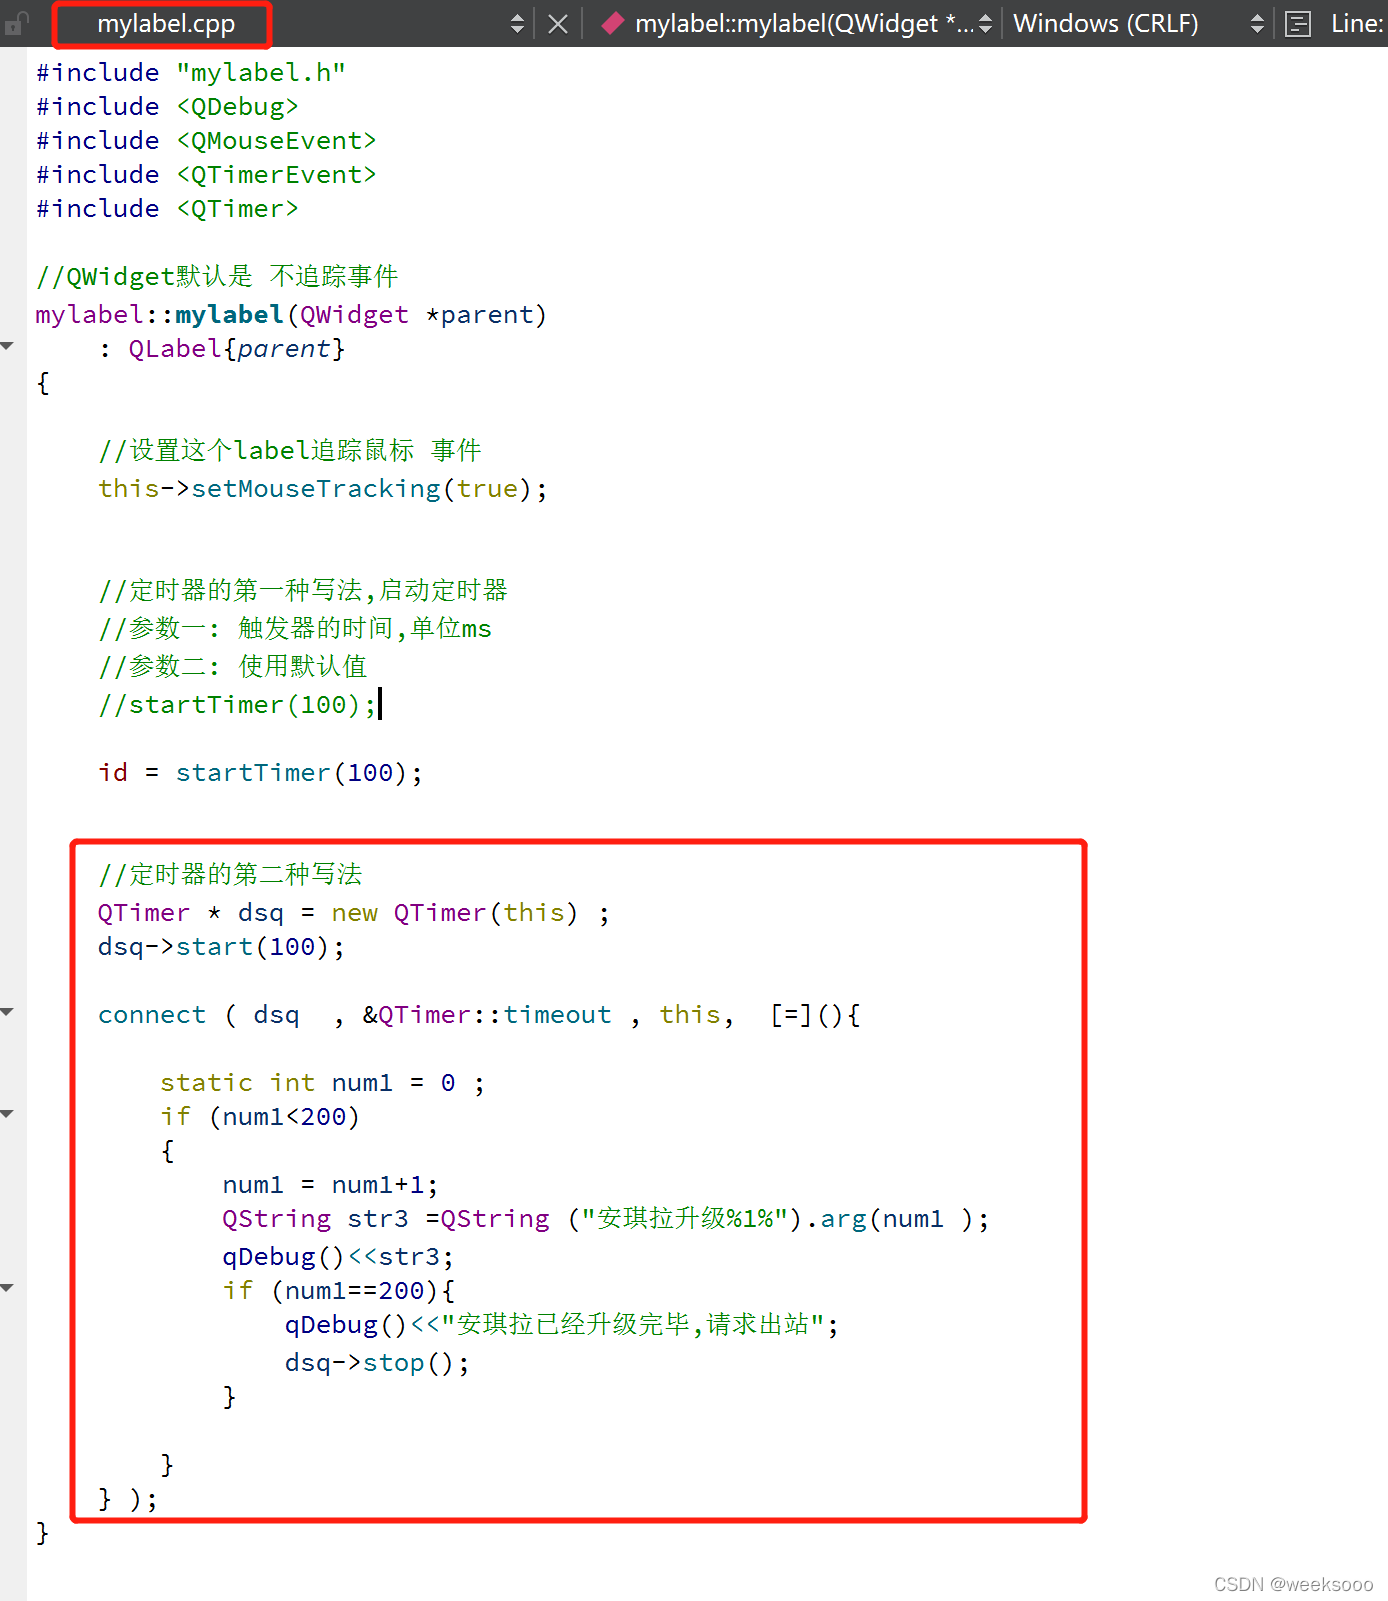 mylabel.cpp
mylabel::mylabel(QWidget *...
Windows (CRLF)
Line:
#include "mylabel.h"
#include <QDebug>
#include <QMouseEvent>
#include <QTimerEvent>
#include <QTimer>
//QWidget默认是 不追踪事件
mylabel::mylabel(QWidget *parent)
    : QLabel{parent}
{
    //设置这个label追踪鼠标 事件
    this->setMouseTracking(true);
    //定时器的第一种写法,启动定时器
    //参数一: 触发器的时间,单位ms
    //参数二: 使用默认值
    //startTimer(100);
    id = startTimer(100);
    //定时器的第二种写法
    QTimer * dsq = new QTimer(this) ;
    dsq->start(100);
    connect ( dsq  , &QTimer::timeout , this,  [=](){
        static int num1 = 0 ;
        if (num1<200)
        {
            num1 = num1+1;
            QString str3 =QString ("安琪拉升级%1%").arg(num1 );
            qDebug()<<str3;
            if (num1==200){
                qDebug()<<"安琪拉已经升级完毕,请求出站";
                dsq->stop();
            }
        }
    } );
}
CSDN @weeksooo